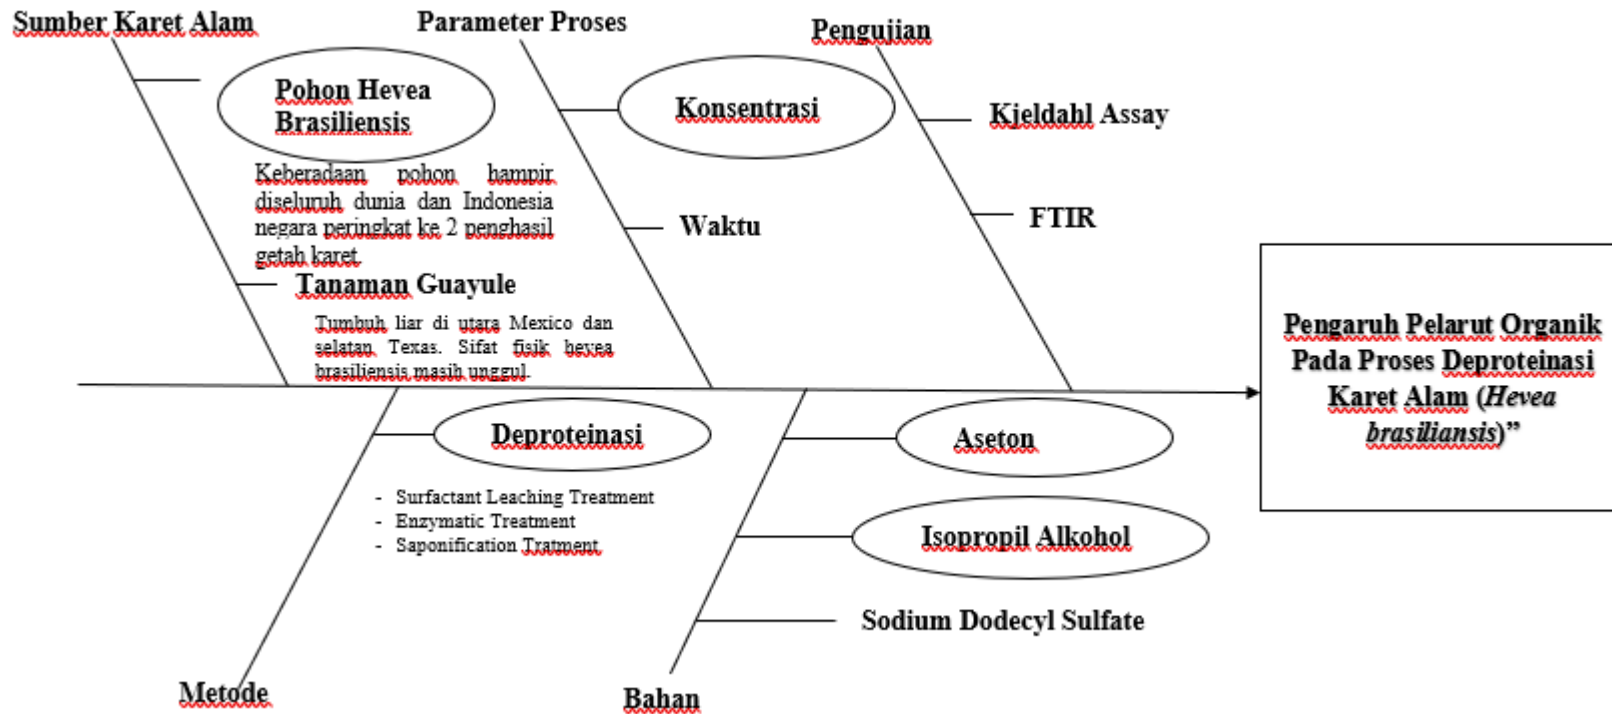 Sumber Karet Alam
Parameter Proses
Pengujian
Pohon Hevea
Brasiliensis
Keberadaan pohon hampir
diseluruh dunia dan Indonesia
negara peringkat ke 2 penghasil
getah karet.
Tanaman Guayule
Tumbuh liar di utara Mexico dan
selatan Texas. Sifat fisik hevea
brasiliensis masih unggul.
Konsentrasi
Waktu
Kjeldahl Assay
FTIR
Pengaruh Pelarut Organik
Pada Proses Deproteinasi
Karet Alam (Hevea
brasiliansis)”
Deproteinasi
- Surfactant Leaching Treatment
- Enzymatic Treatment
- Saponification Tratment
Aseton
Isopropil Alkohol
Sodium Dodecyl Sulfate
Metode
Bahan